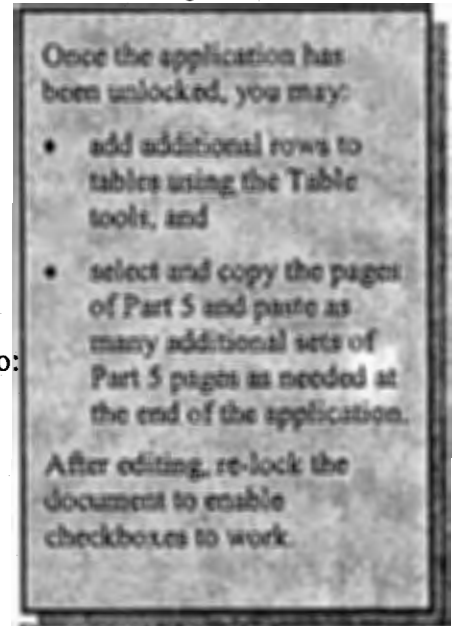 Once the application has
been unlocked, you may:
• add additional rows to
tables using the Table
tools, and
• select and copy the pages
of Part 5 and paste as
many additional sets of
o:
Part 5 pages as needed at
the end of the application.
After editing, re-lock the
document to enable
checkboxes to work.